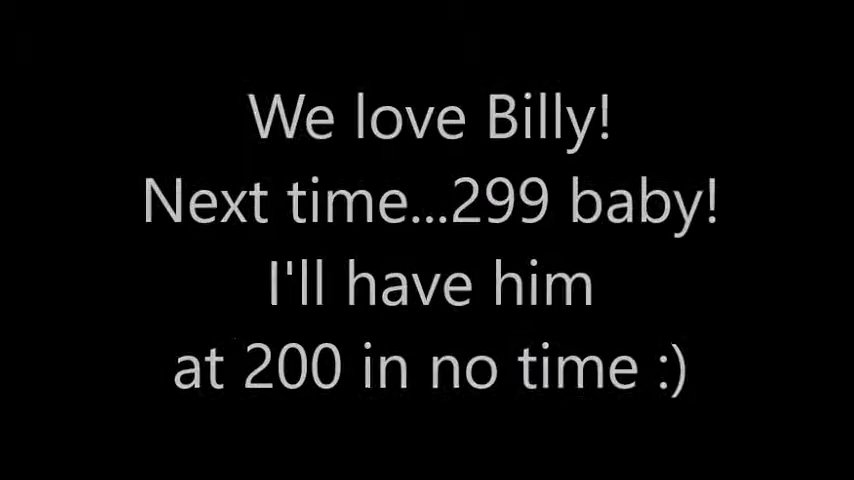 We love Billy!
Next time...299 baby!
I'll have him
at 200 in no time :)